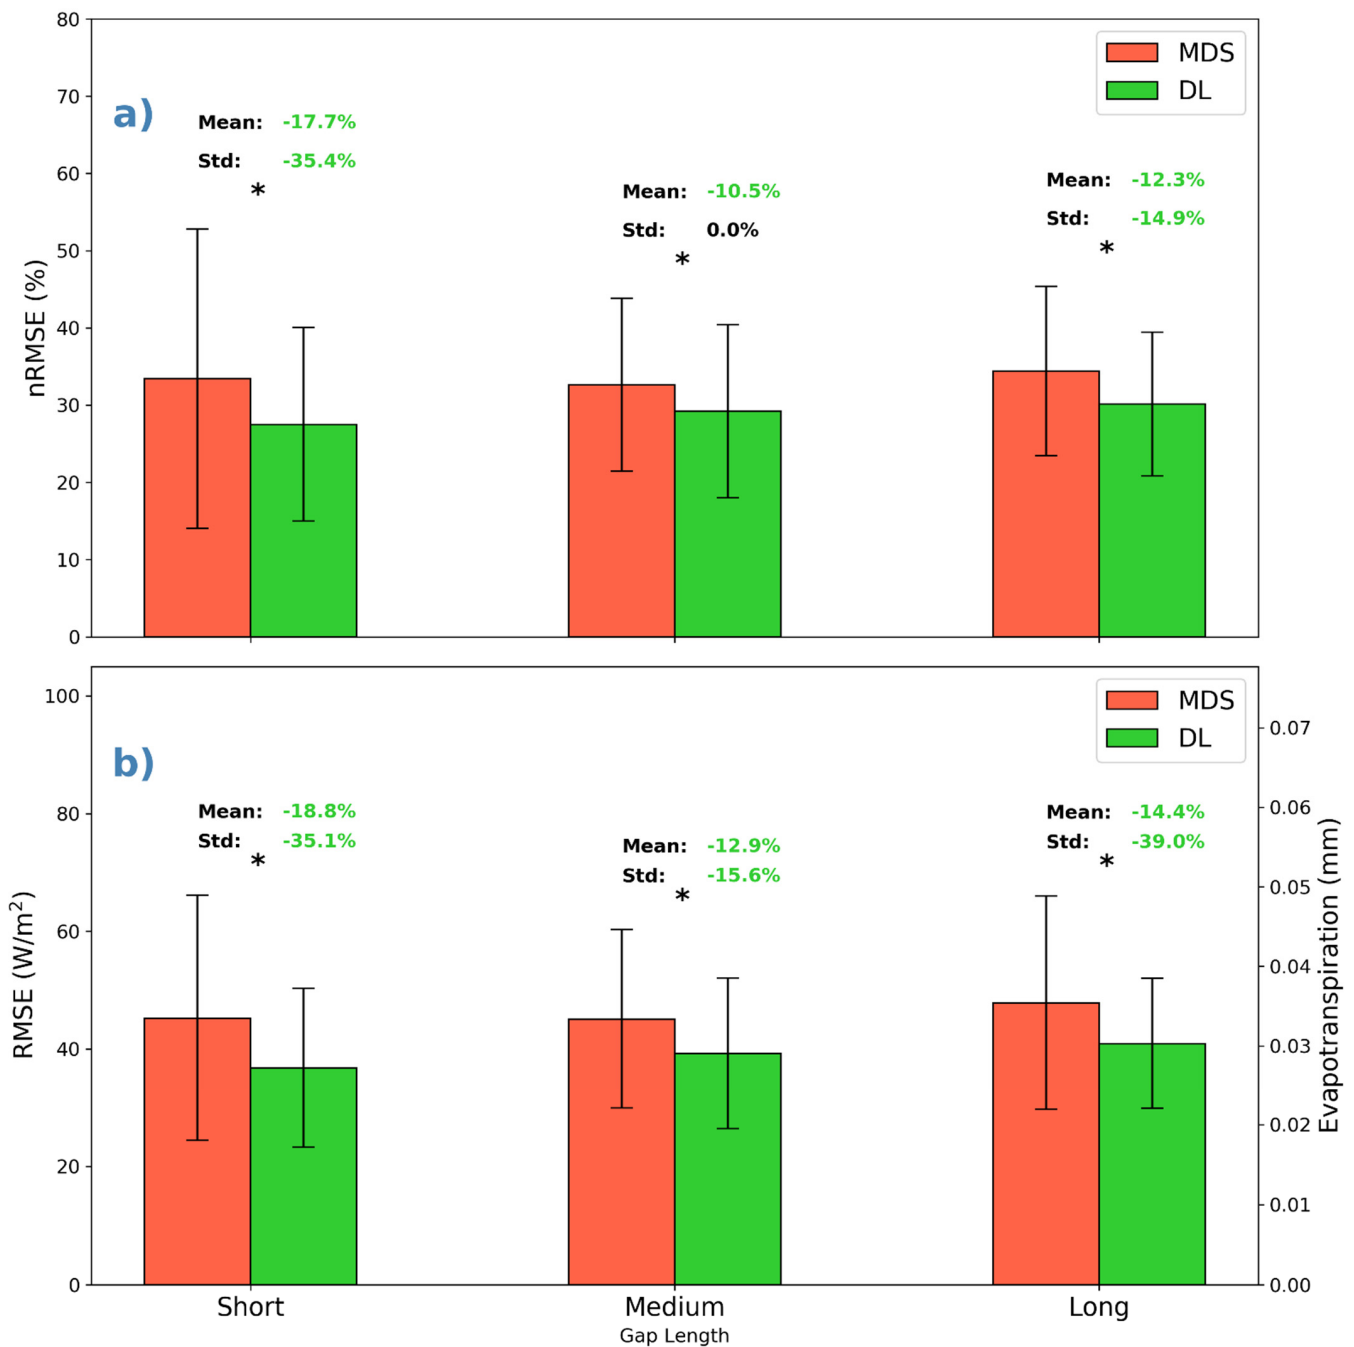 80
70
60
50
40
30
20
10
0
nRMSE (%)
a)
MDS
DL
Mean: -17.7%
Std: -35.4%
*
Mean: -10.5%
Std: 0.0%
*
Mean: -12.3%
Std: -14.9%
*
100
80
60
40
20
0
RMSE (W/m²)
b)
MDS
DL
Mean: -18.8%
Std: -35.1%
*
Mean: -12.9%
Std: -15.6%
*
Mean: -14.4%
Std: -39.0%
*
0.07
0.06
0.05
0.04
0.03
0.02
0.01
0.00
Evapotranspiration (mm)
Short Medium Long
Gap Length